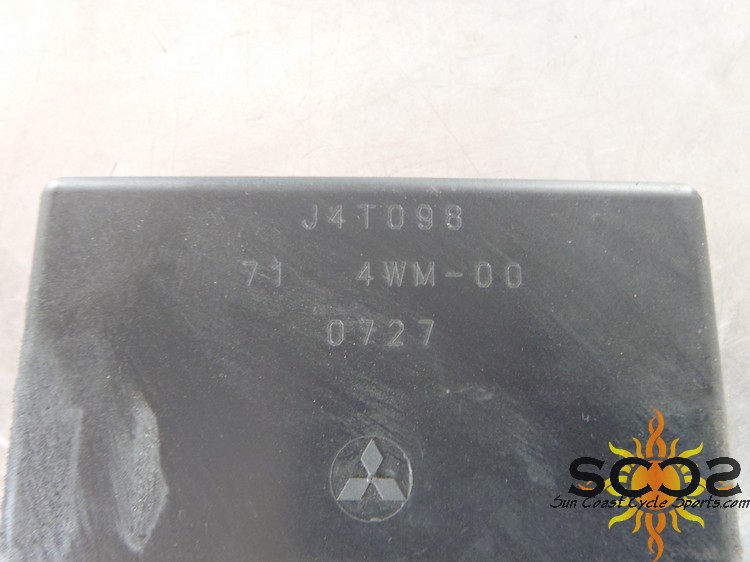 J4T098
71 4WM-00
0727
SCCS
Sun Coast Cycle Sports.com